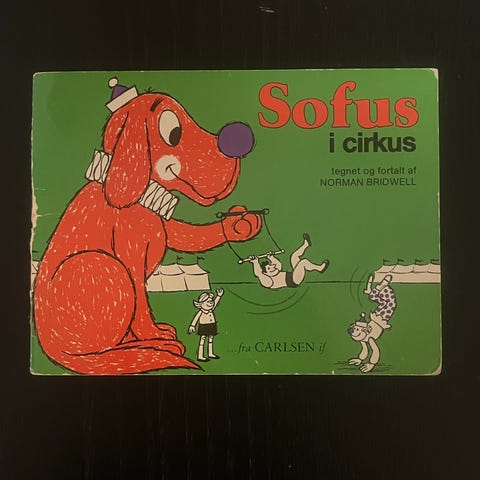 Sofus
i cirkus
tegnet og fortalt af
NORMAN BRIDWELL
...fra CARLSEN if